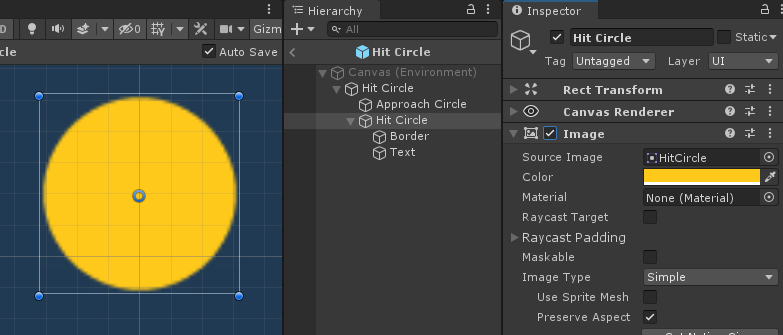 D
0
Gizm
cle
Auto Save
Hierarchy
All
Hit Circle
Canvas (Environment)
Hit Circle
Approach Circle
Hit Circle
Border
Text
Inspector
Hit Circle
Static
Tag Untagged Layer UI
Rect Transform
Canvas Renderer
Image
Source Image HitCircle
Color
Material None (Material)
Raycast Target
Raycast Padding
Maskable
Image Type Simple
Use Sprite Mesh
Preserve Aspect